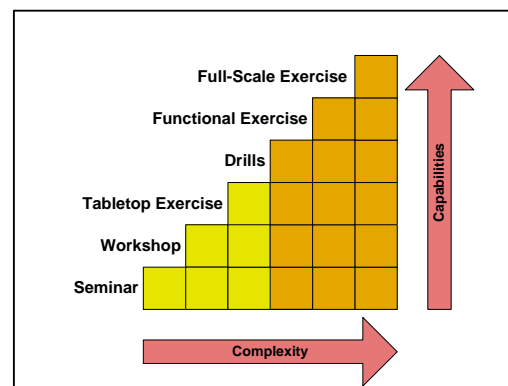 Full-Scale Exercise
Functional Exercise
Drills
Tabletop Exercise
Workshop
Seminar
Capabilities
Complexity